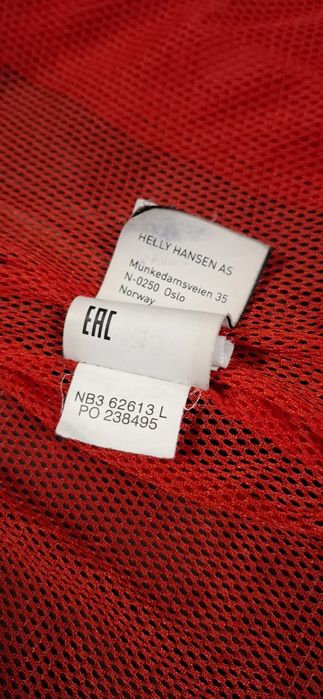 HELLY HANSEN AS
Munkedamsveien 35
N-0250 Oslo
Norway
EAC
NB3 62613 L
PO 238495